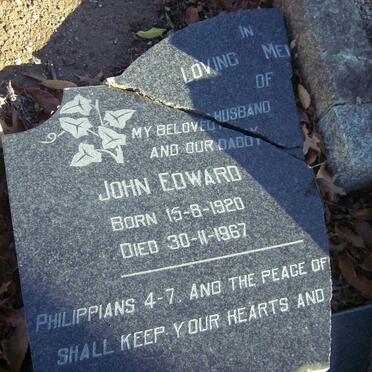 IN
LOVING MEM
OF
MY BELOVED HUSBAND
AND OUR DADDY
JOHN EDWARD
BORN 15-6-1920
DIED 30-11-1967
PHILIPPIANS 4-7. AND THE PEACE OF
SHALL KEEP YOUR HEARTS AND